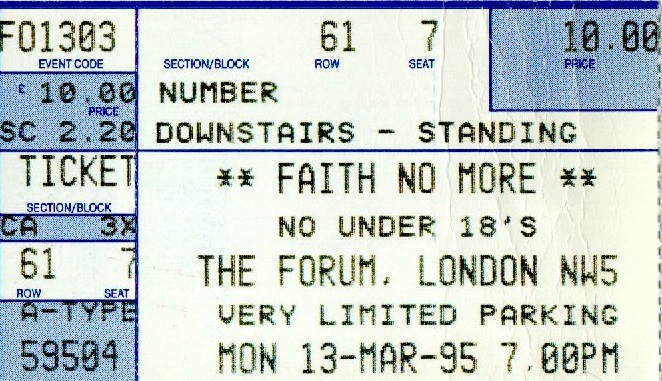 FO1303 61 7 10.00
EVENT CODE SECTION/BLOCK ROW SEAT PRICE
£ 10.00 NUMBER
PRICE
SC 2.20 DOWNSTAIRS - STANDING
TICKET ** FAITH NO MORE **
SECTION/BLOCK
CA 3X NO UNDER 18'S
61 7 THE FORUM, LONDON NW5
ROW SEAT
A-TYPE VERY LIMITED PARKING
59504 MON 13-MAR-95 7.00PM